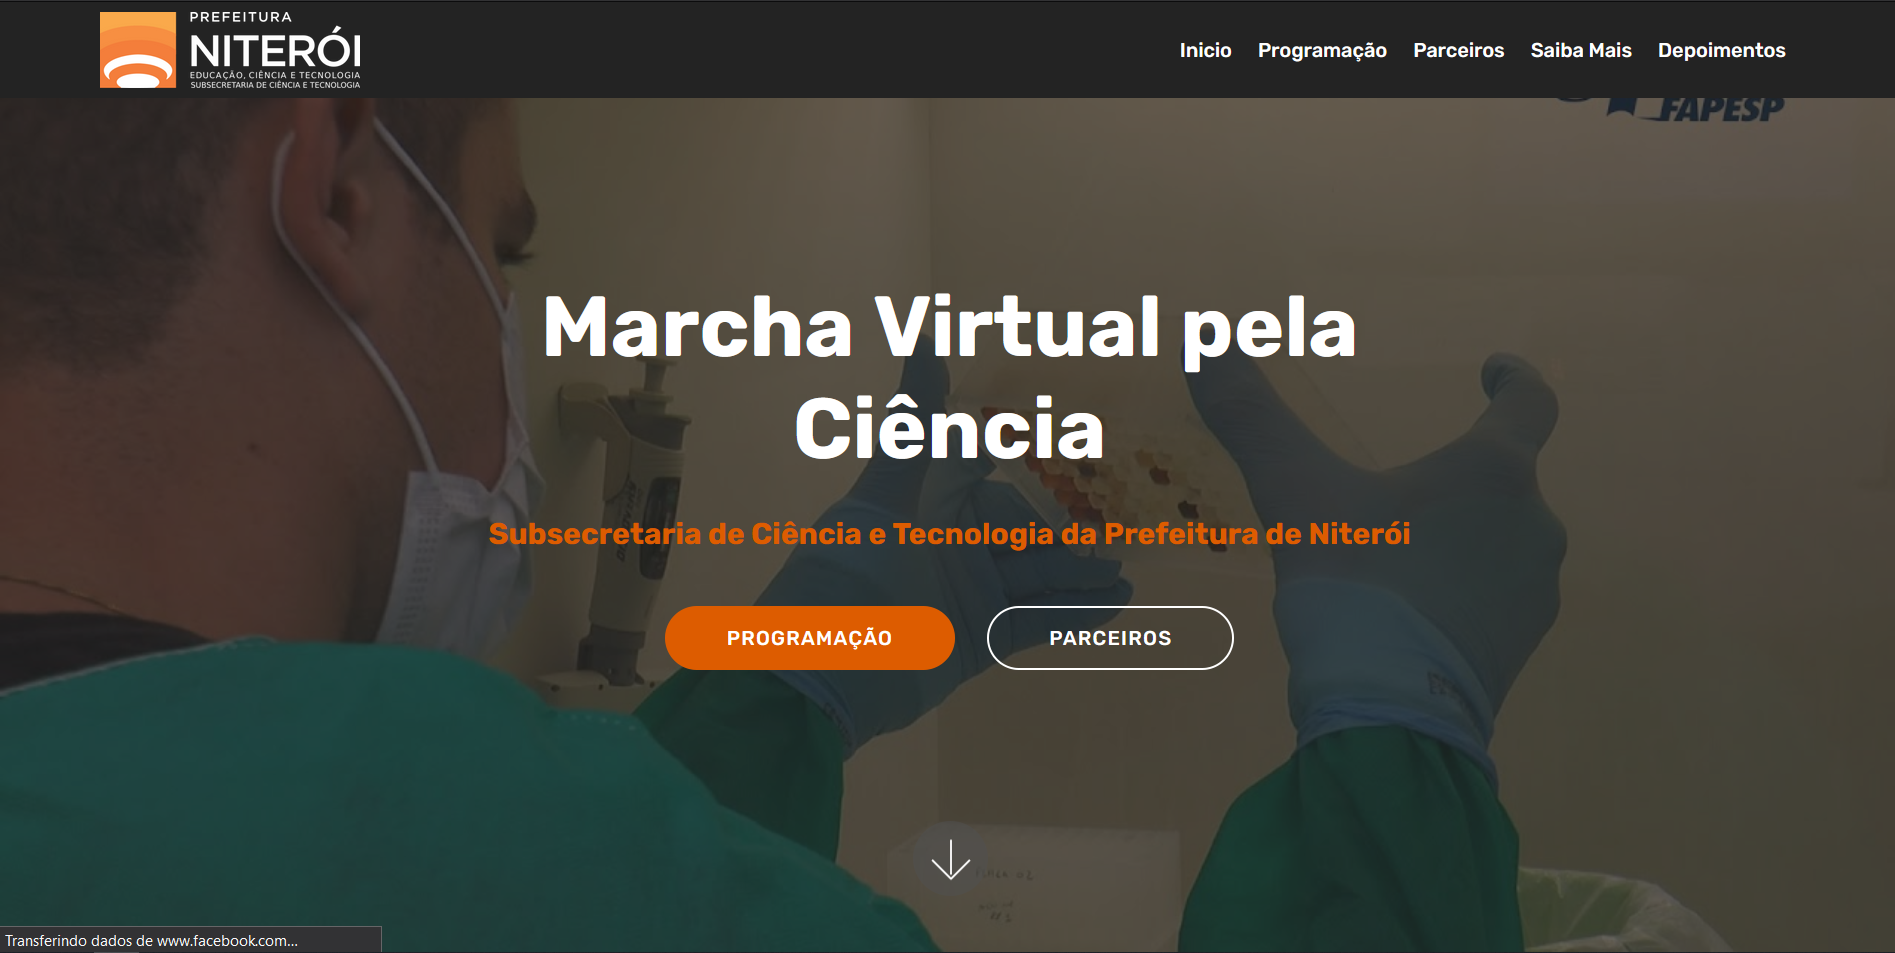 PREFEITURA
NITERÓI
EDUCAÇÃO, CIÊNCIA E TECNOLOGIA
SUBSECRETARIA DE CIÊNCIA E TECNOLOGIA
Inicio Programação Parceiros Saiba Mais Depoimentos
FAPESP
Marcha Virtual pela
Ciência
Subsecretaria de Ciência e Tecnologia da Prefeitura de Niterói
PROGRAMAÇÃO PARCEIROS
Transferindo dados de www.facebook.com...